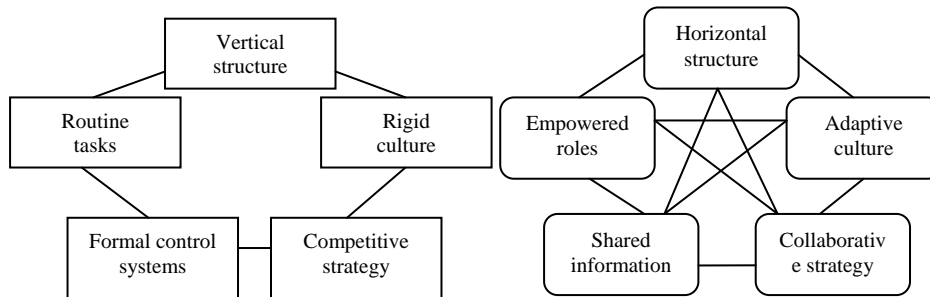 Vertical
structure
Routine
tasks
Rigid
culture
Formal control
systems
Competitive
strategy
Horizontal
structure
Empowered
roles
Adaptive
culture
Shared
information
Collaborativ
e strategy